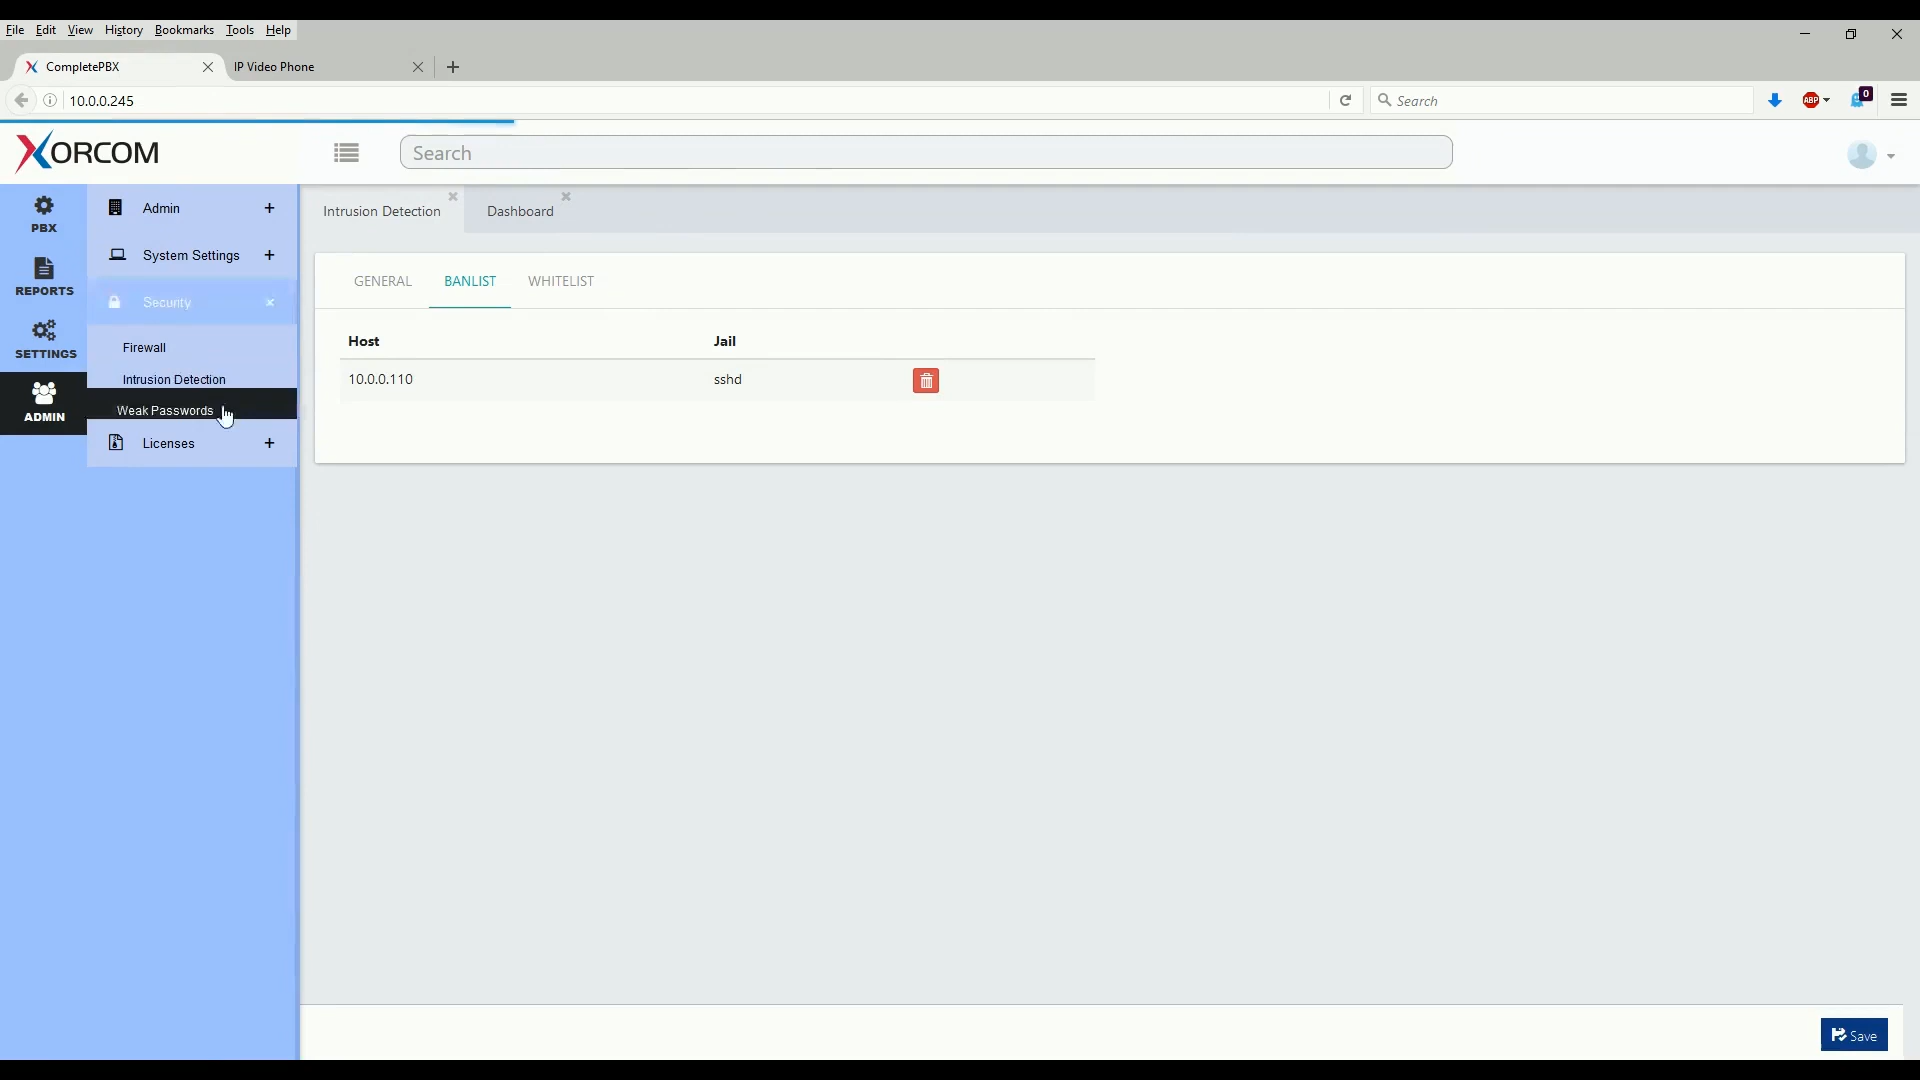 File Edit View History Bookmarks Tools Help
CompletePBX
IP Video Phone
10.0.0.245
Search
ABP
0
XORCOM
Search
PBX
REPORTS
SETTINGS
ADMIN
Admin
System Settings
Security
Firewall
Intrusion Detection
Weak Passwords
Licenses
Intrusion Detection
Dashboard
GENERAL BANLIST WHITELIST
Host Jail
10.0.0.110 sshd
Save